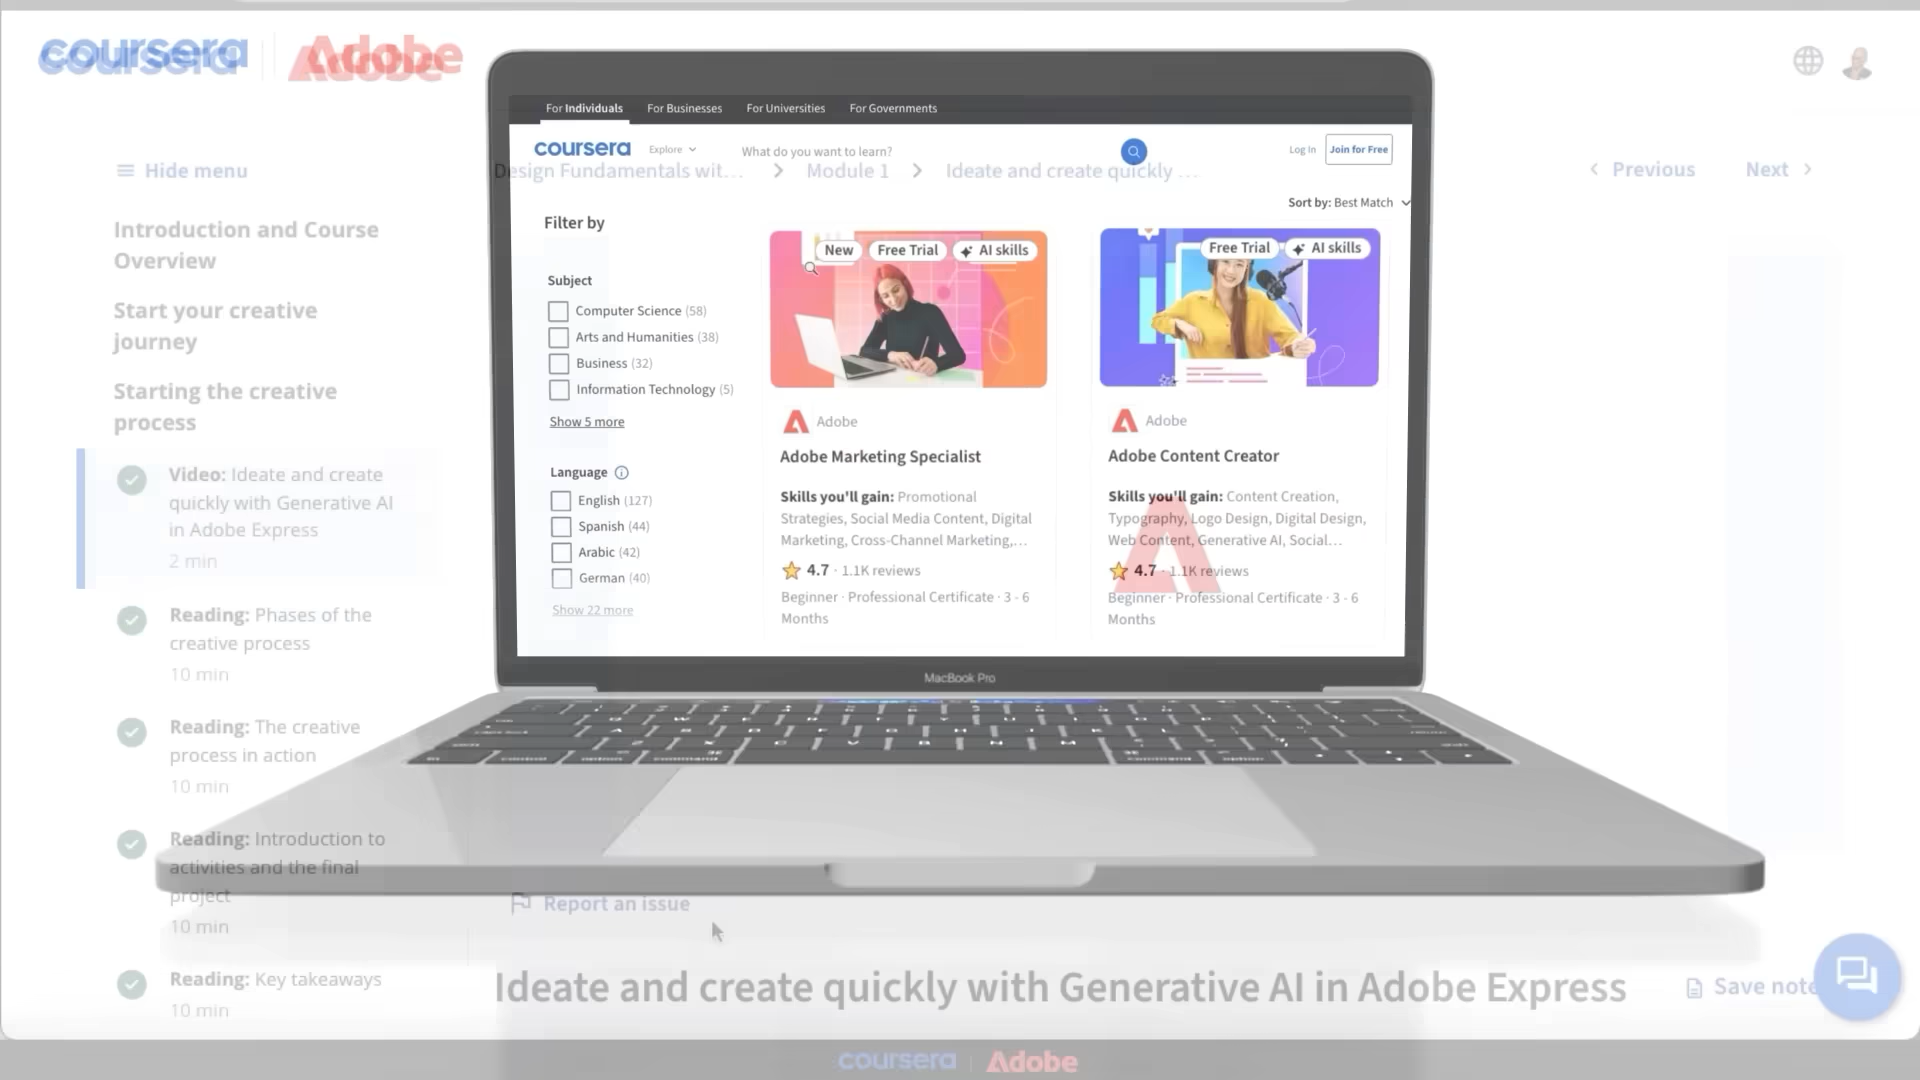 coursera
Adobe
Hide menu
Introduction and Course
Overview
Start your creative
journey
Starting the creative
process
Video: Ideate and create
quickly with Generative AI
in Adobe Express
2 min
Reading: Phases of the
creative process
10 min
Reading: The creative
process in action
10 min
Reading: Introduction to
activities and the final
project
10 min
Reading: Key takeaways
10 min
For Individuals
For Businesses
For Universities
For Governments
coursera
Explore
What do you want to learn?
Log In
Join for Free
Design Fundamentals wit...
Module 1
Ideate and create quickly ...
Previous
Next
Sort by: Best Match
Filter by
Subject
Computer Science (58)
Arts and Humanities (38)
Business (32)
Information Technology (5)
Show 5 more
Language
English (127)
Spanish (44)
Arabic (42)
German (40)
Show 22 more
New
Free Trial
AI skills
Adobe
Adobe Marketing Specialist
Skills you'll gain: Promotional
Strategies, Social Media Content, Digital
Marketing, Cross-Channel Marketing,...
4.7 · 1.1K reviews
Beginner · Professional Certificate · 3 - 6
Months
Free Trial
AI skills
Adobe
Adobe Content Creator
Skills you'll gain: Content Creation,
Typography, Logo Design, Digital Design,
Web Content, Generative AI, Social...
4.7 · 1.1K reviews
Beginner · Professional Certificate · 3 - 6
Months
MacBook Pro
Report an issue
Ideate and create quickly with Generative AI in Adobe Express
Save note
coursera
Adobe